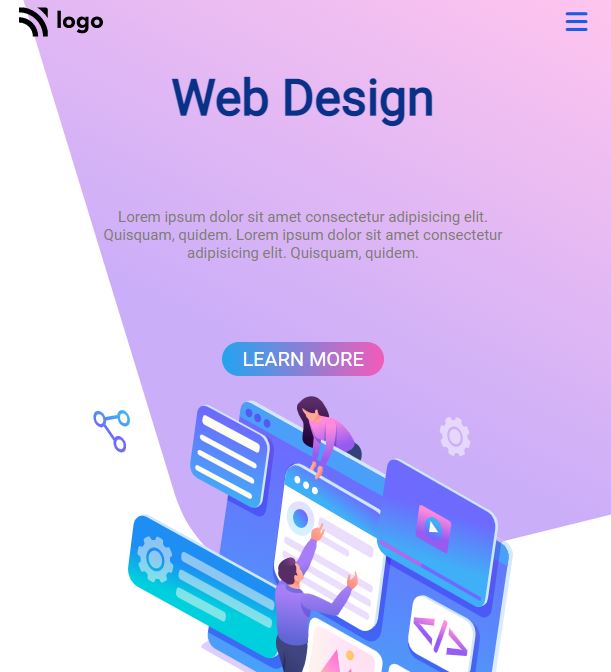 logo
Web Design
Lorem ipsum dolor sit amet consectetur adipisicing elit.
Quisquam, quidem. Lorem ipsum dolor sit amet consectetur
adipisicing elit. Quisquam, quidem.
LEARN MORE
</>